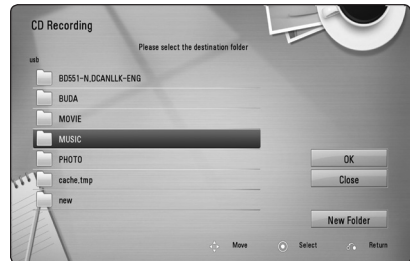 CD Recording
Please select the destination folder
usb
BD551-N,DCANLLK-ENG
BUDA
MOVIE
MUSIC
PHOTO
cache.tmp
new
OK
Close
New Folder
Move Select Return